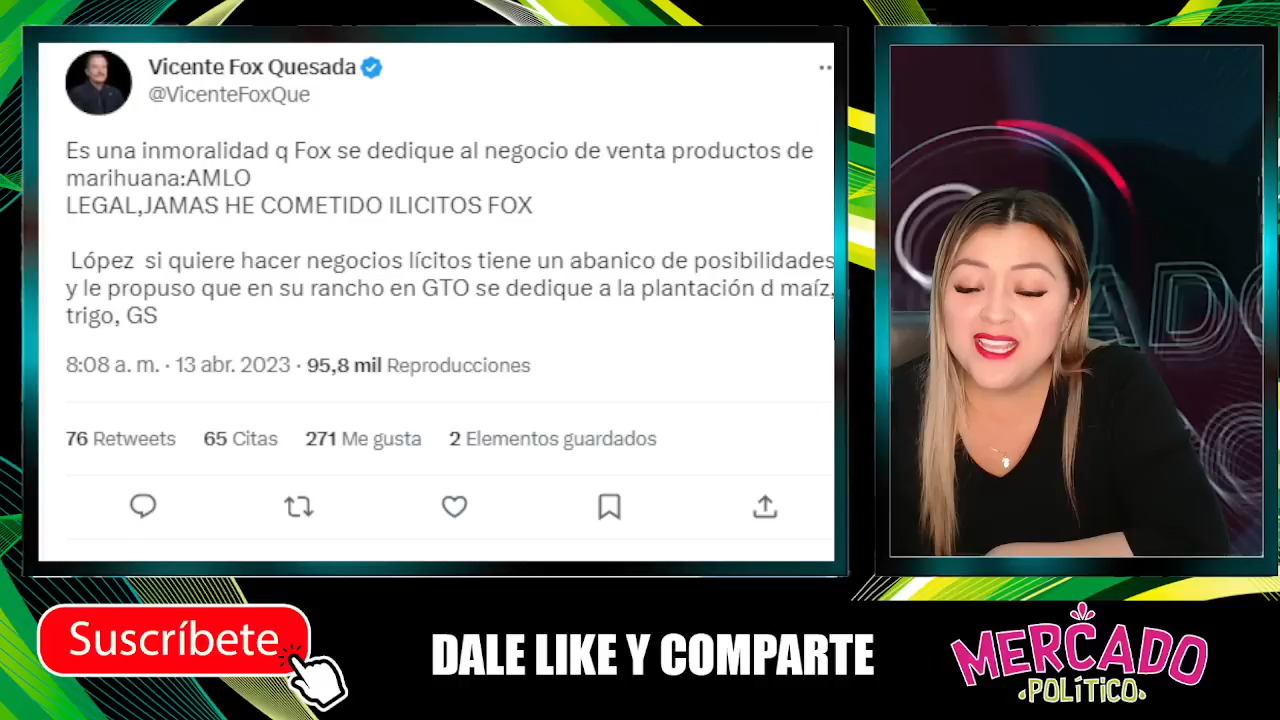 Vicente Fox Quesada
@VicenteFoxQue
Es una inmoralidad q Fox se dedique al negocio de venta productos de
marihuana:AMLO
LEGAL,JAMAS HE COMETIDO ILICITOS FOX
López si quiere hacer negocios lícitos tiene un abanico de posibilidades
y le propuso que en su rancho en GTO se dedique a la plantación d maíz,
trigo, GS
8:08 a. m. · 13 abr. 2023 · 95,8 mil Reproducciones
76 Retweets 65 Citas 271 Me gusta 2 Elementos guardados
ADO
Suscríbete
DALE LIKE Y COMPARTE
MERCADO
POLÍTICO